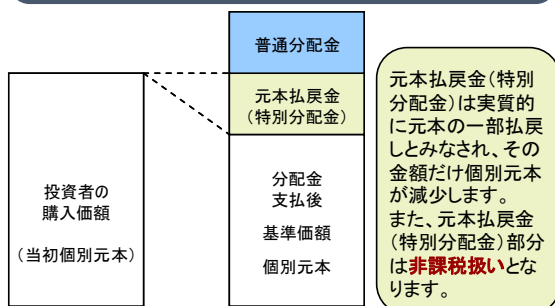 普通分配金
元本払戻金
(特別分配金)
分配金
支払後
基準価額
個別元本
投資者の
購入価額
(当初個別元本)
元本払戻金(特別
分配金)は実質的
に元本の一部払戻
しとみなされ、その
金額だけ個別元本
が減少します。
また、元本払戻金
(特別分配金)部分
は非課税扱いとな
ります。